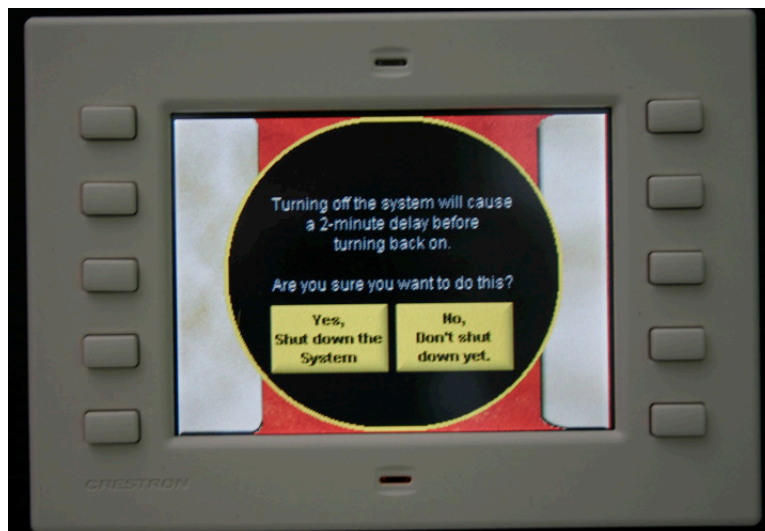 Turning off the system will cause
a 2-minute delay before
turning back on.
Are you sure you want to do this?
Yes,
Shut down the
System
No,
Don't shut
down yet.
CRESTRON